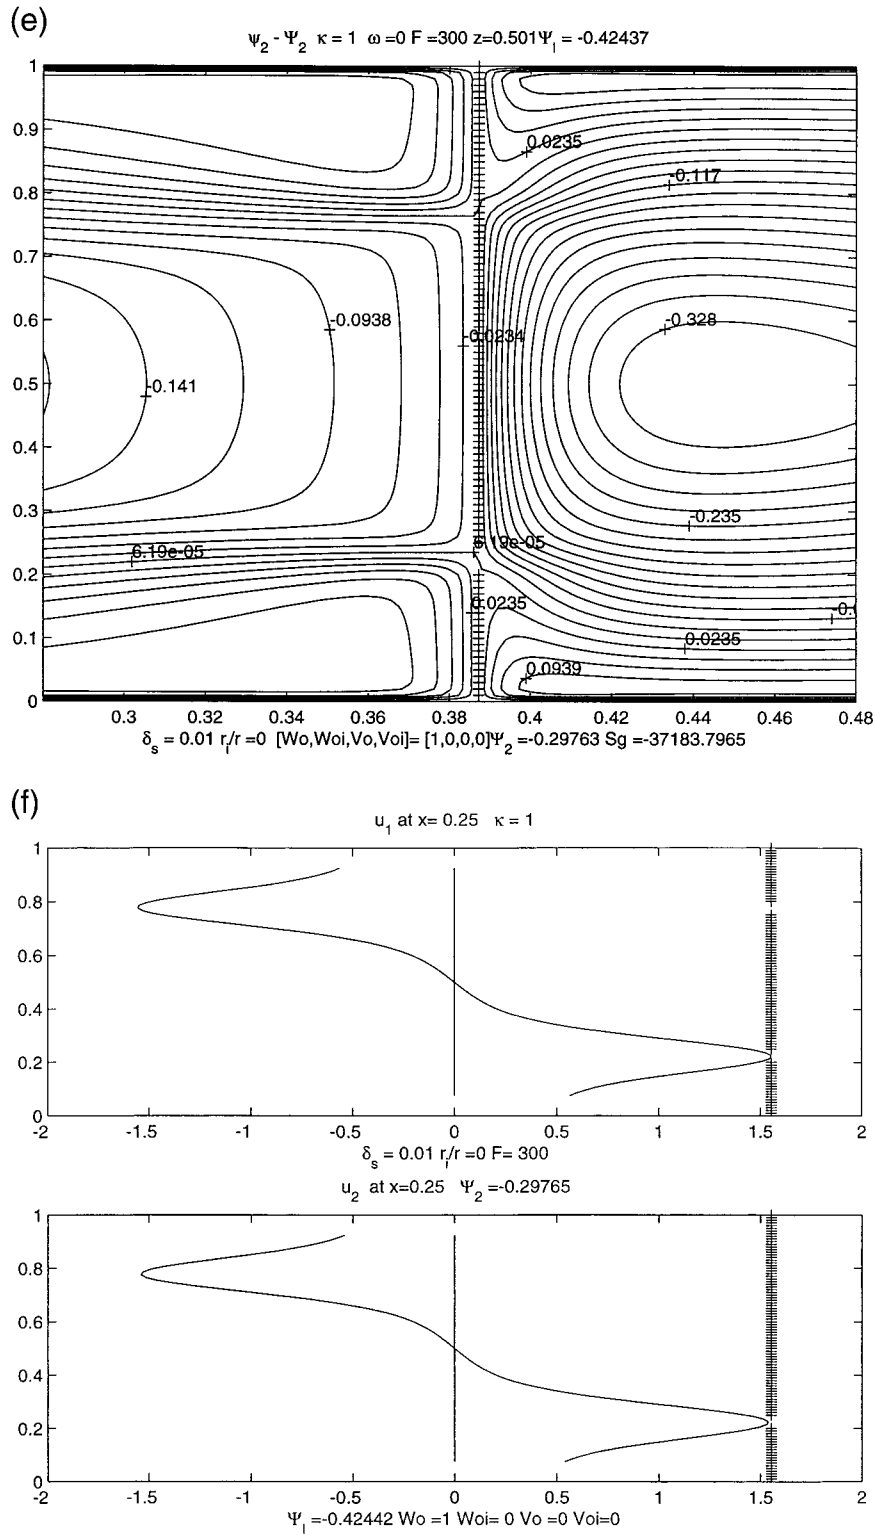 (e)
ψ₂ - Ψ₂ κ = 1 ω =0 F =300 z=0.501Ψₗ = -0.42437
1
0.9
0.0235
-0.117
0.8
0.7
0.6
-0.0938
-0.0234
-0.328
0.5
-0.141
0.4
0.3
-0.235
6.19e-05
6.19e-05
0.2
0.0235
-0.0
0.1
0.0235
0.0939
0
0.3 0.32 0.34 0.36 0.38 0.4 0.42 0.44 0.46 0.48
δₛ = 0.01 rᵢ/r =0 [Wo,Woi,Vo,Voi]= [1,0,0,0]Ψ₂ =-0.29763 Sg =-37183.7965
(f)
u₁ at x= 0.25 κ = 1
1
0.8
0.6
0.4
0.2
0
-2 -1.5 -1 -0.5 0 0.5 1 1.5 2
δₛ = 0.01 rᵢ/r =0 F= 300
u₂ at x=0.25 Ψ₂ =-0.29765
1
0.8
0.6
0.4
0.2
0
-2 -1.5 -1 -0.5 0 0.5 1 1.5 2
Ψₗ =-0.42442 Wo =1 Woi= 0 Vo =0 Voi=0